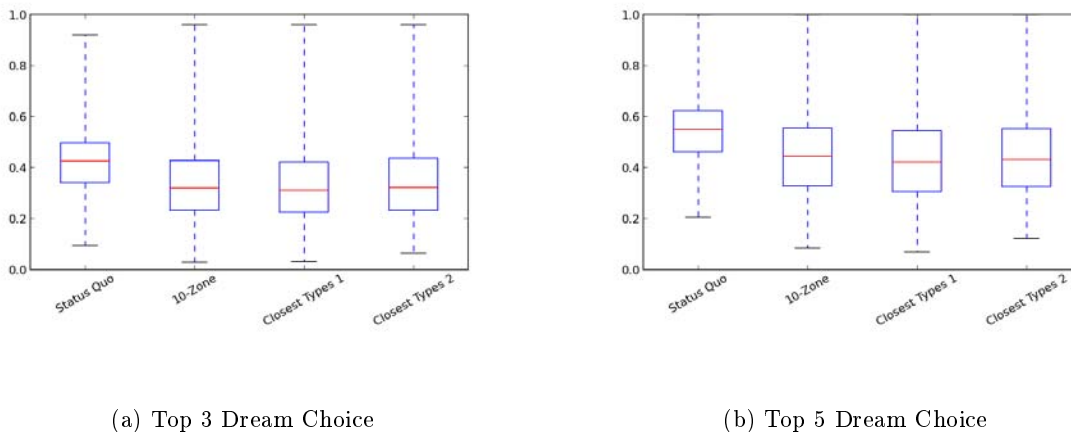 1.0
0.8
0.6
0.4
0.2
0.0
Status Quo
10-Zone
Closest Types 1
Closest Types 2
(a) Top 3 Dream Choice
1.0
0.8
0.6
0.4
0.2
0.0
Status Quo
10-Zone
Closest Types 1
Closest Types 2
(b) Top 5 Dream Choice